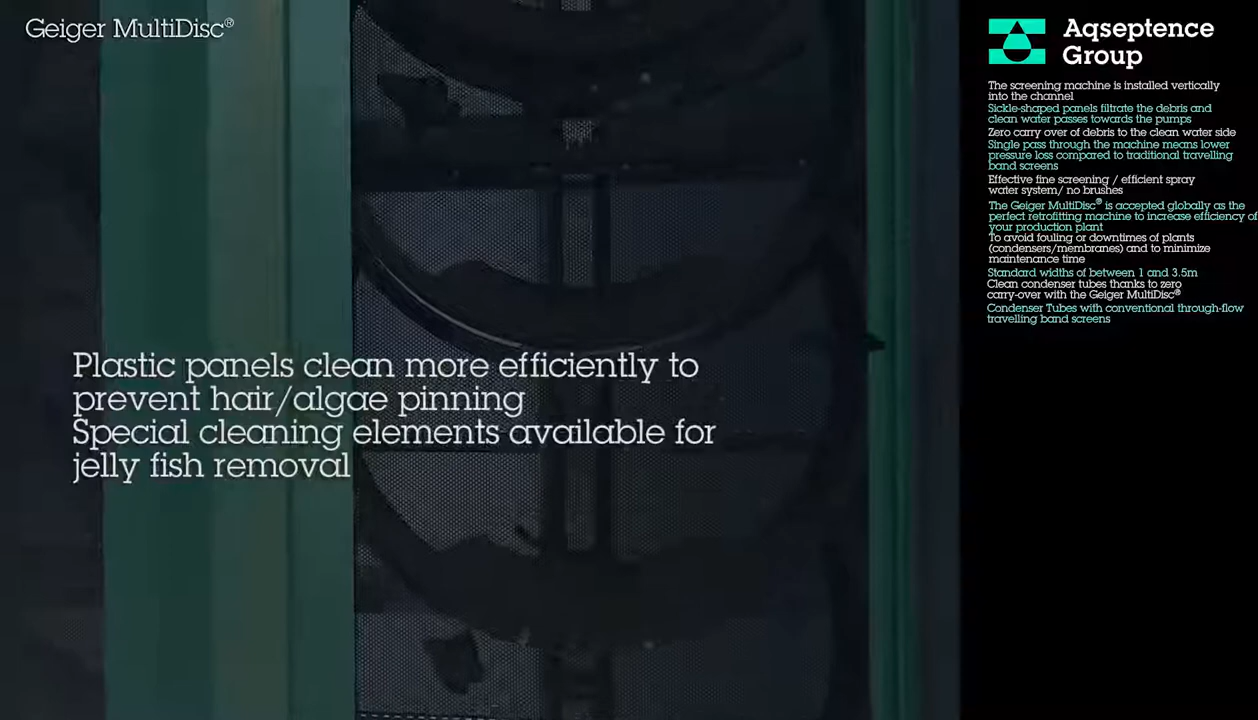 Geiger MultiDisc®
Aqseptence
Group
The screening machine is installed vertically
into the channel
Sickle-shaped panels filtrate the debris and
clean water passes towards the pumps
Zero carry over of debris to the clean water side
Single pass through the machine means lower
pressure loss compared to traditional travelling
band screens
Effective fine screening / efficient spray
water system/ no brushes
The Geiger MultiDisc® is accepted globally as the
perfect retrofitting machine to increase efficiency of
your production plant
To avoid fouling or downtimes of plants
(condensers/membranes) and to minimize
maintenance time
Standard widths of between 1 and 3.5m
Clean condenser tubes thanks to zero
carry-over with the Geiger MultiDisc®
Condenser Tubes with conventional through-flow
travelling band screens
Plastic panels clean more efficiently to
prevent hair/algae pinning
Special cleaning elements available for
jelly fish removal